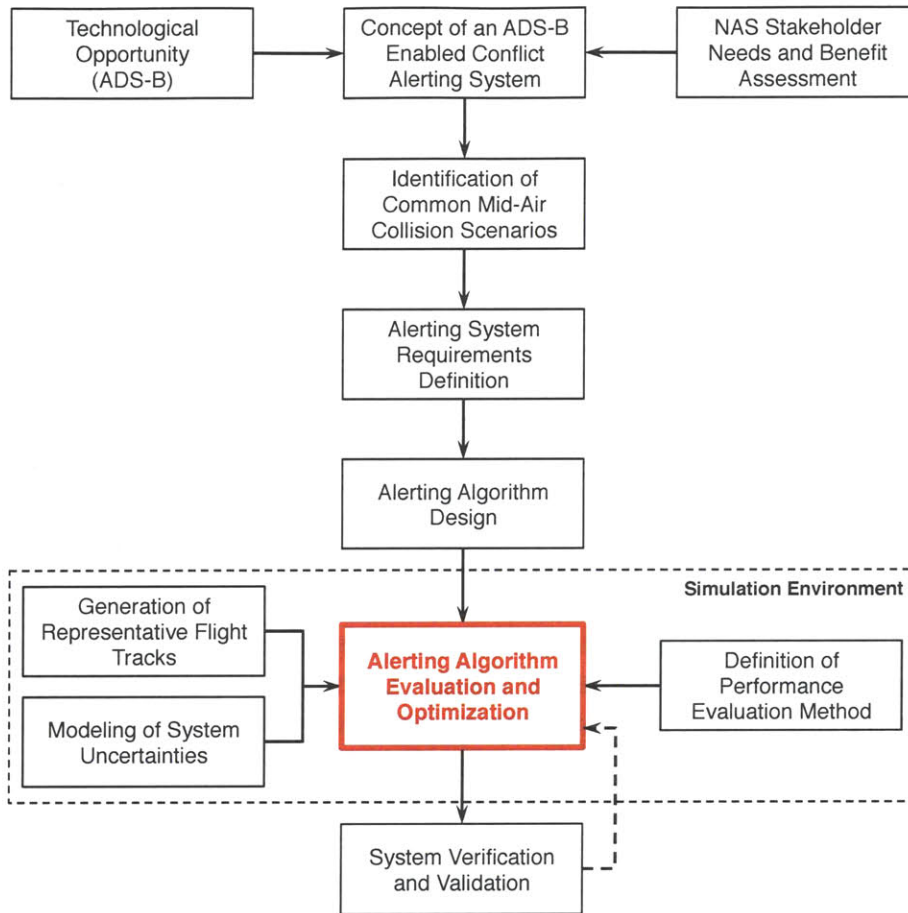 Technological
Opportunity
(ADS-B)
Concept of an ADS-B
Enabled Conflict
Alerting System
NAS Stakeholder
Needs and Benefit
Assessment
Identification of
Common Mid-Air
Collision Scenarios
Alerting System
Requirements
Definition
Alerting Algorithm
Design
Simulation Environment
Generation of
Representative Flight
Tracks
Modeling of System
Uncertainties
Alerting Algorithm
Evaluation and
Optimization
Definition of
Performance
Evaluation Method
System Verification
and Validation